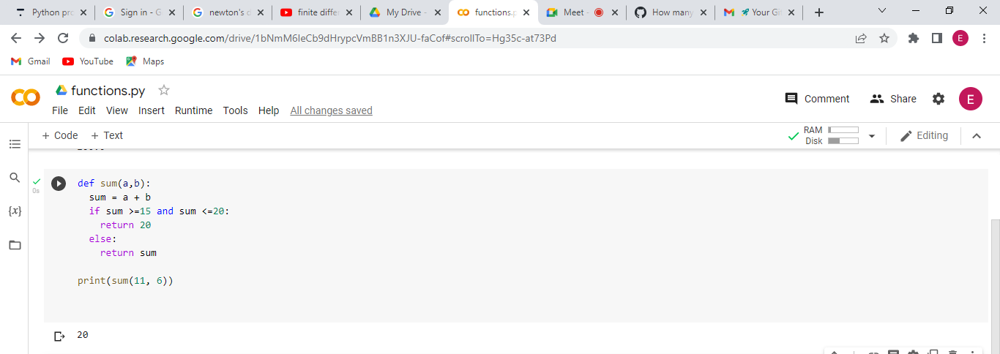 Python pr
Sign in - G
newton's d
finite differ
My Drive -
functions.p
Meet -
How many
Your Gi
colab.research.google.com/drive/1bNmM6leCb9dHrypcVmBB1n3XJU-faCof#scrollTo=Hg35c-at73Pd
E
Gmail
YouTube
Maps
functions.py
Comment
Share
E
File Edit View Insert Runtime Tools Help All changes saved
+ Code + Text
RAM
Disk
Editing
{x}
0s
def sum(a,b):
sum = a + b
if sum >=15 and sum <=20:
return 20
else:
return sum
print(sum(11, 6))
20